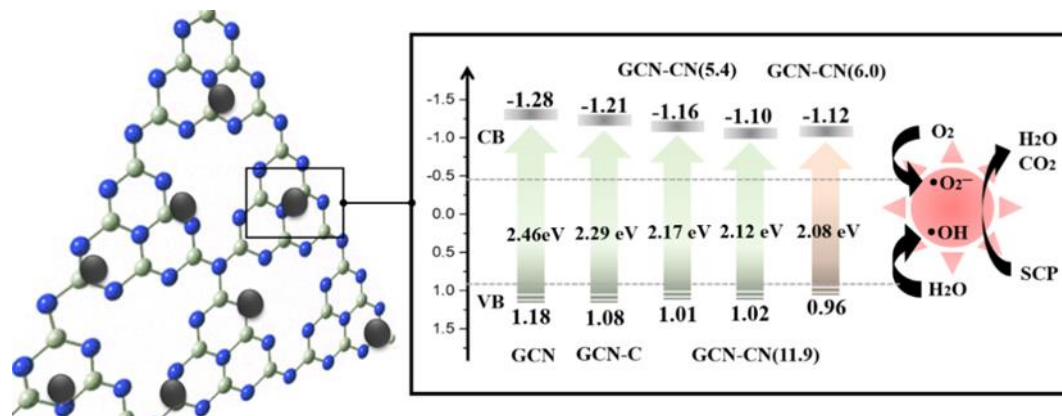 GCN-CN(5.4) GCN-CN(6.0)
-1.5
-1.0
-0.5
0.0
0.5
1.0
1.5
CB
VB
-1.28 -1.21 -1.16 -1.10 -1.12
2.46eV 2.29 eV 2.17 eV 2.12 eV 2.08 eV
1.18 1.08 1.01 1.02 0.96
GCN GCN-C GCN-CN(11.9)
O2
H2O
CO2
•O2−
•OH
SCP
H2O